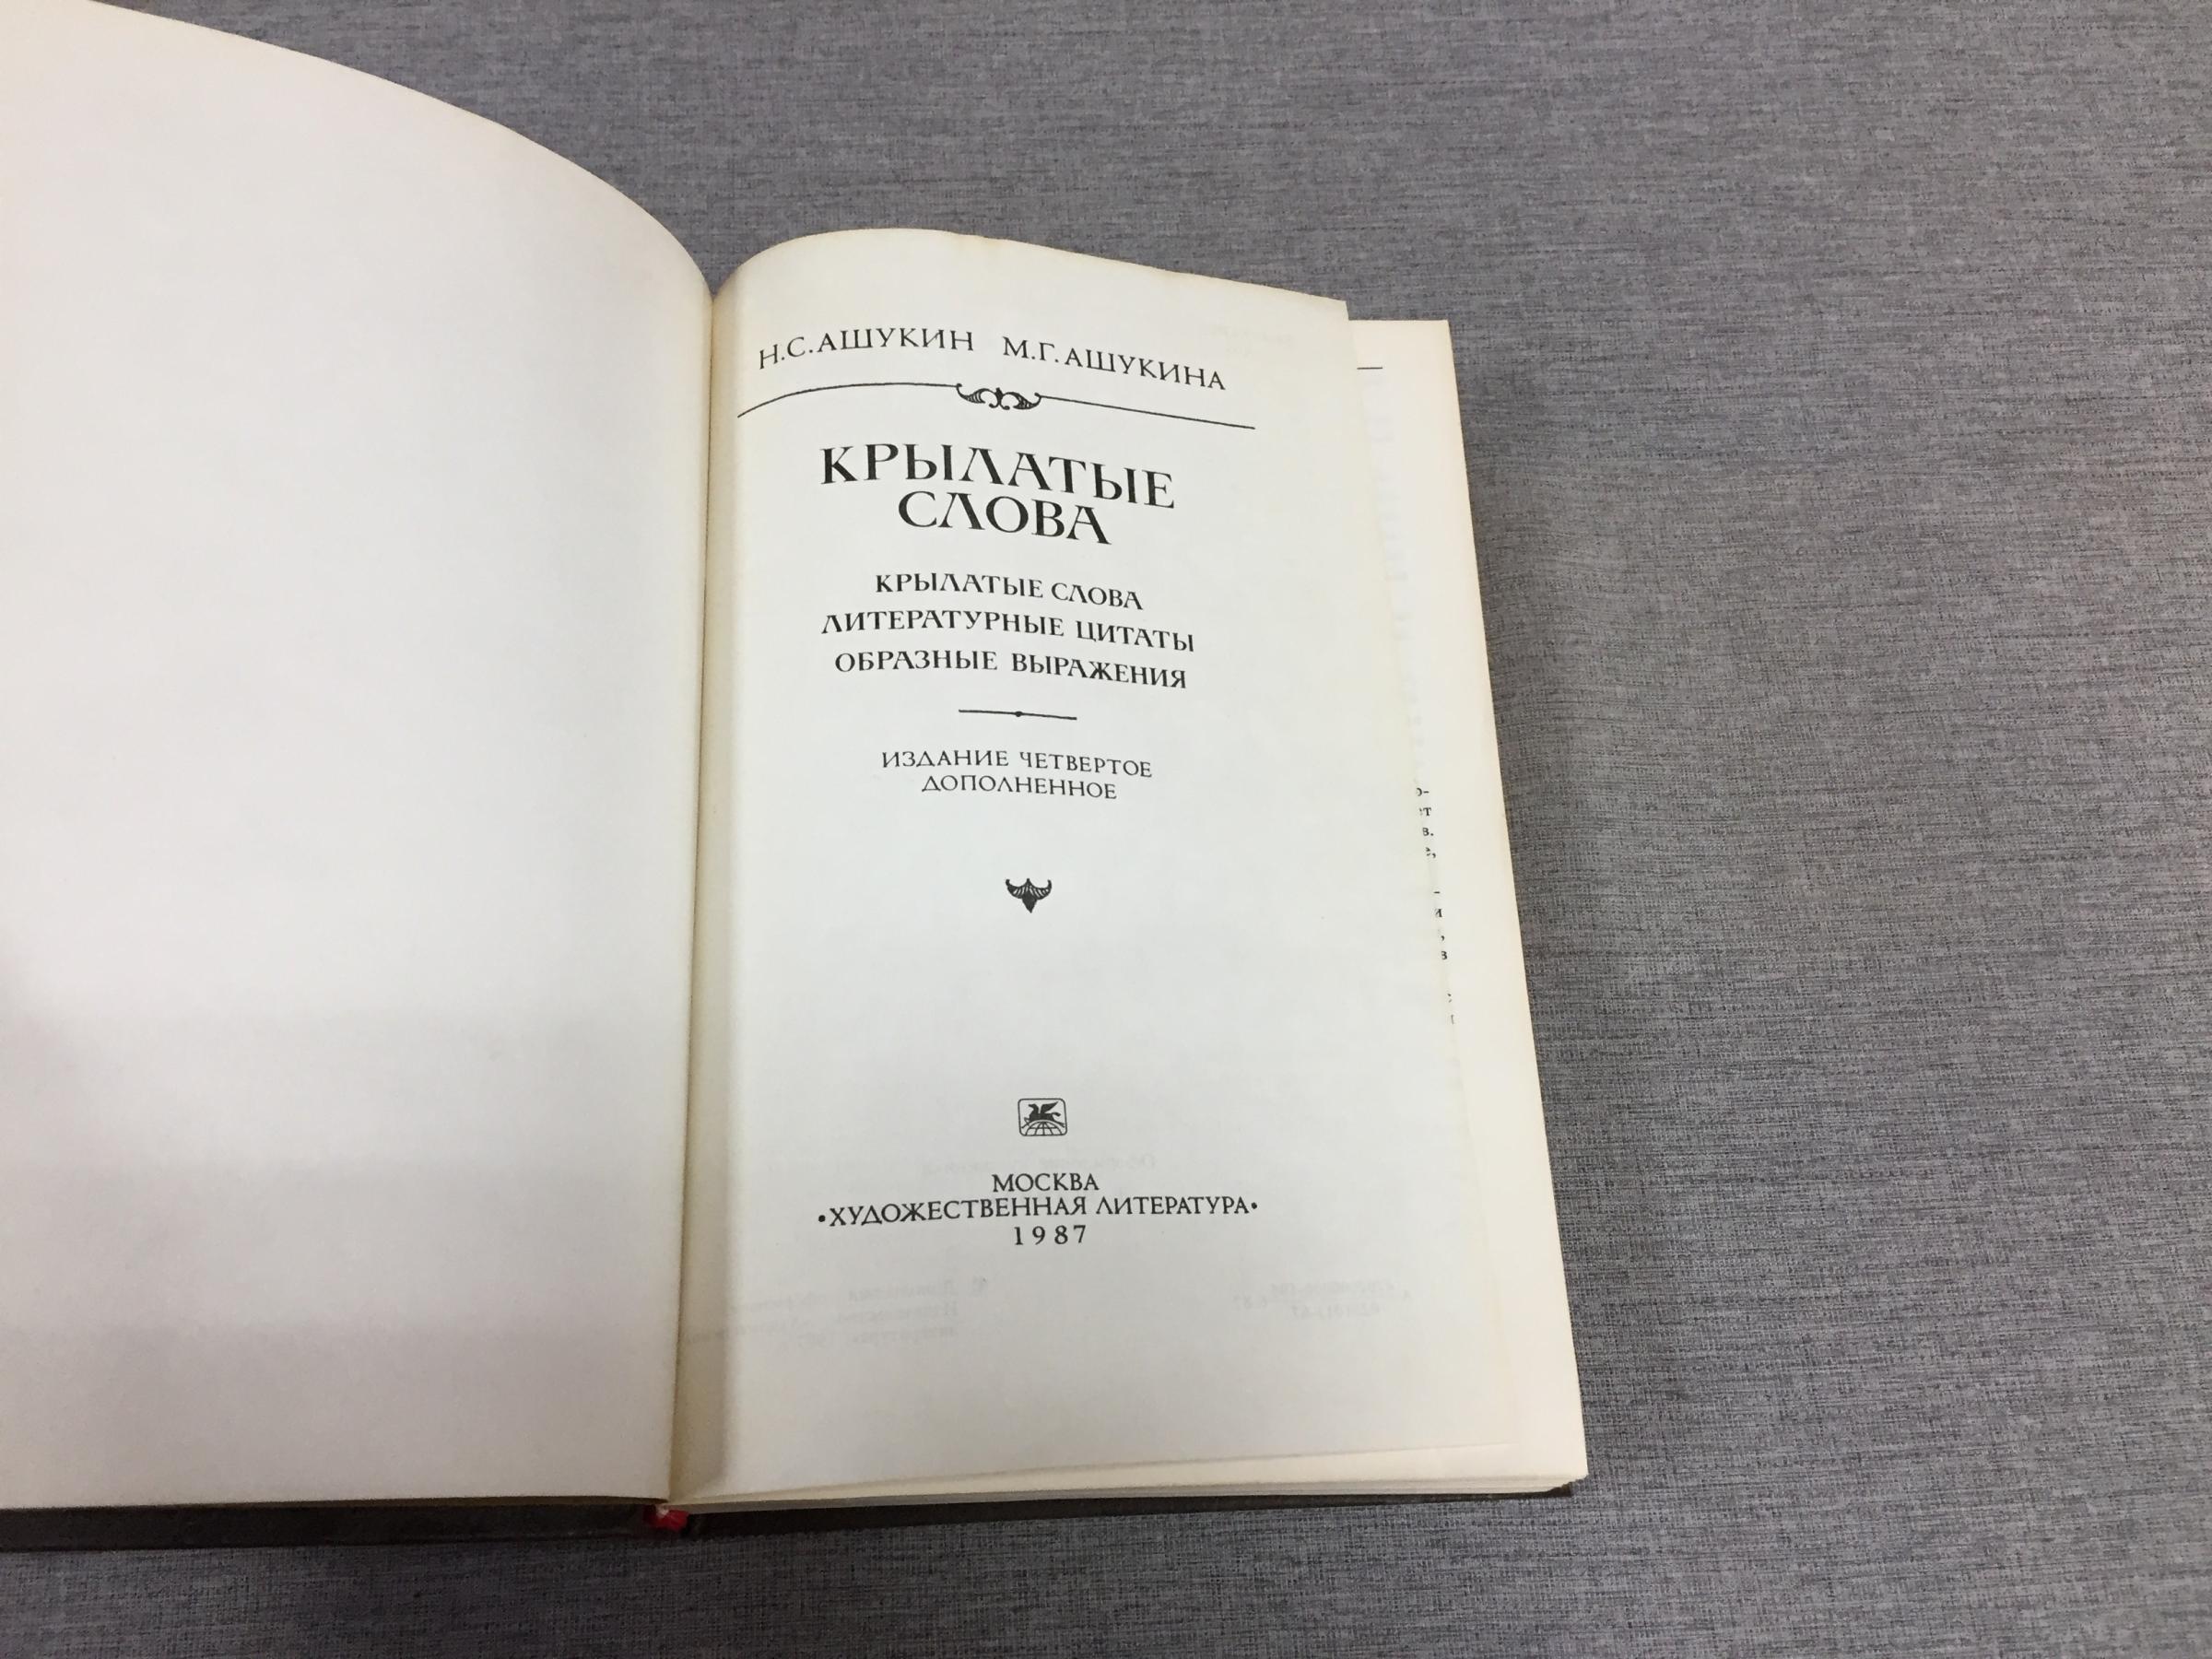 Н.С.АШУКИН М.Г.АШУКИНА
КРЫЛАТЫЕ
СЛОВА
КРЫЛАТЫЕ СЛОВА
ЛИТЕРАТУРНЫЕ ЦИТАТЫ
ОБРАЗНЫЕ ВЫРАЖЕНИЯ
ИЗДАНИЕ ЧЕТВЕРТОЕ
ДОПОЛНЕННОЕ
МОСКВА
•ХУДОЖЕСТВЕННАЯ ЛИТЕРАТУРА•
1987